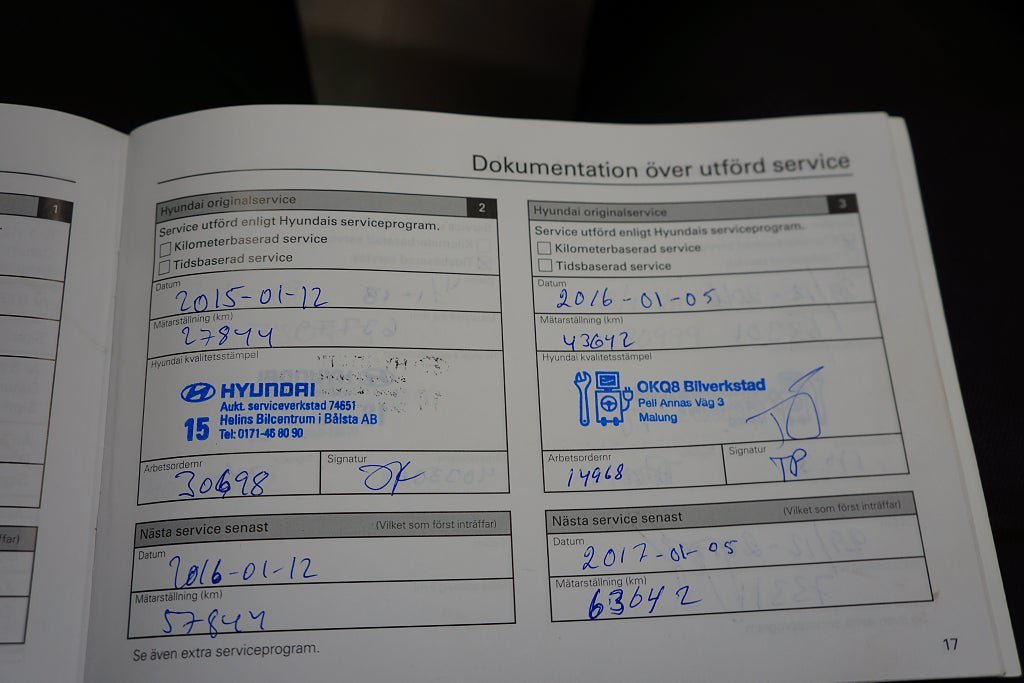 Dokumentation över utförd service
1
Hyundai originalservice 2
Service utförd enligt Hyundais serviceprogram.
Kilometerbaserad service
Tidsbaserad service
Datum
2015-01-12
Mätarställning (km)
27844
Hyundai kvalitetsstämpel
HYUNDAI
Aukt. serviceverkstad 74651
15 Helins Bilcentrum i Bålsta AB
Tel: 0171-46 80 90
Arbetsordernr
30698
Signatur
Nästa service senast (Vilket som först inträffar)
Datum
2016-01-12
Mätarställning (km)
57844
Se även extra serviceprogram.
Hyundai originalservice 3
Service utförd enligt Hyundais serviceprogram.
Kilometerbaserad service
Tidsbaserad service
Datum
2016-01-05
Mätarställning (km)
43642
Hyundai kvalitetsstämpel
OKQ8 Bilverkstad
Pell Annas Väg 3
Malung
Arbetsordernr
14968
Signatur
TP
Nästa service senast (Vilket som först inträffar)
Datum
2017-01-05
Mätarställning (km)
63642
ffar)
17